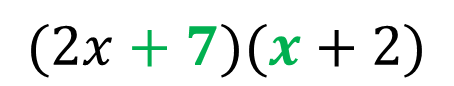 (2x + 7)(x + 2)